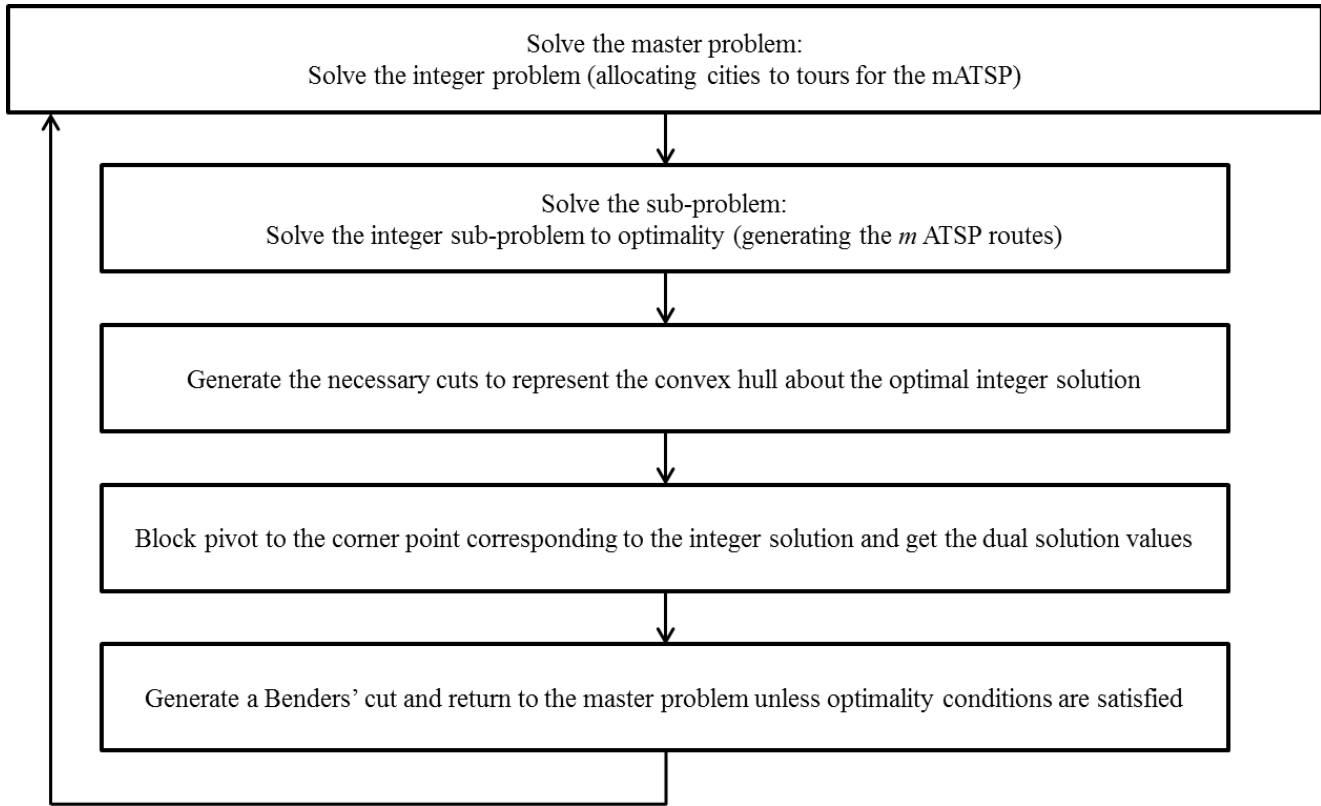 Solve the master problem:
Solve the integer problem (allocating cities to tours for the mATSP)
Solve the sub-problem:
Solve the integer sub-problem to optimality (generating the m ATSP routes)
Generate the necessary cuts to represent the convex hull about the optimal integer solution
Block pivot to the corner point corresponding to the integer solution and get the dual solution values
Generate a Benders’ cut and return to the master problem unless optimality conditions are satisfied